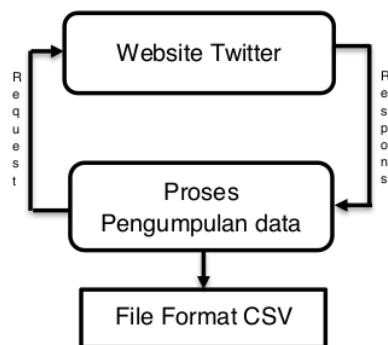 Website Twitter
Request
Respons
Proses
Pengumpulan data
File Format CSV